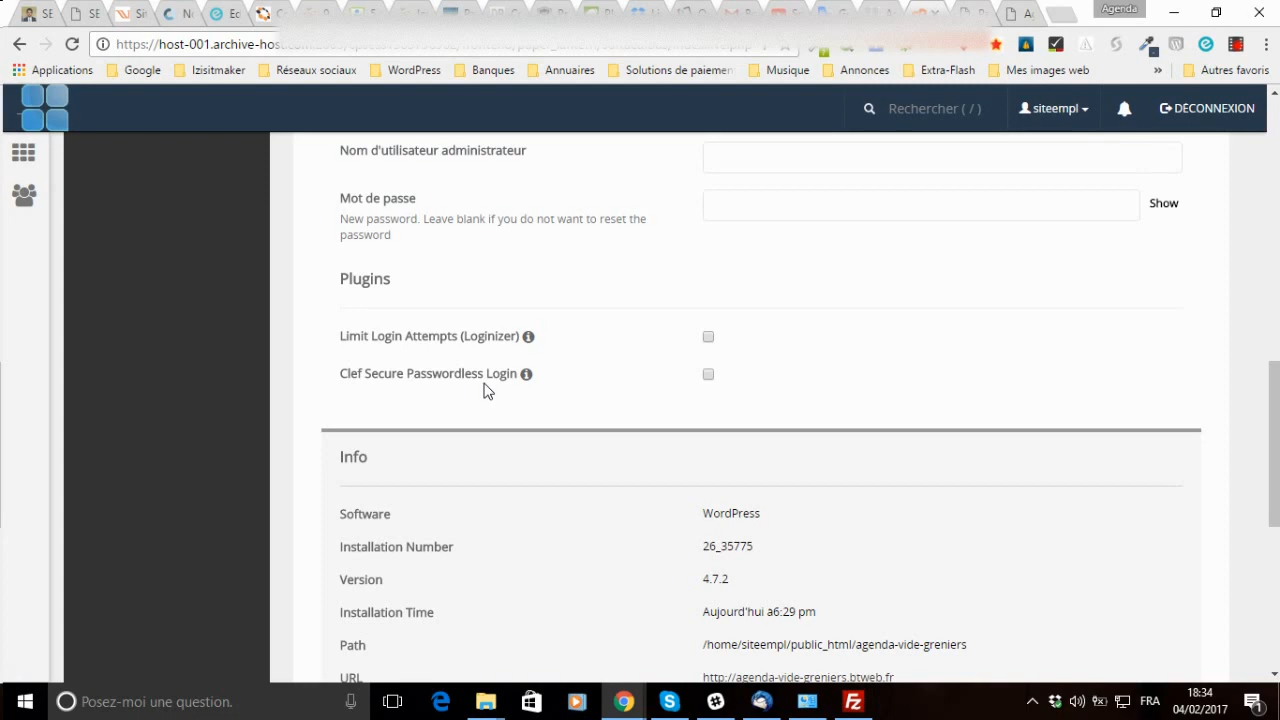 SE
SE
Sit
Ec
Agenda
https://host-001.archive-host
Applications Google Izisitmaker Réseaux sociaux WordPress Banques Annuaires Solutions de paiemen Musique Annonces Extra-Flash Mes images web » Autres favoris
Rechercher ( / ) siteempl DÉCONNEXION
Nom d'utilisateur administrateur
Mot de passe Show
New password. Leave blank if you do not want to reset the
password
Plugins
Limit Login Attempts (Loginizer)
Clef Secure Passwordless Login
Info
Software WordPress
Installation Number 26_35775
Version 4.7.2
Installation Time Aujourd'hui à6:29 pm
Path /home/siteempl/public_html/agenda-vide-greniers
URL http://agenda-vide-greniers.btweb.fr
Posez-moi une question. FRA 18:34
04/02/2017